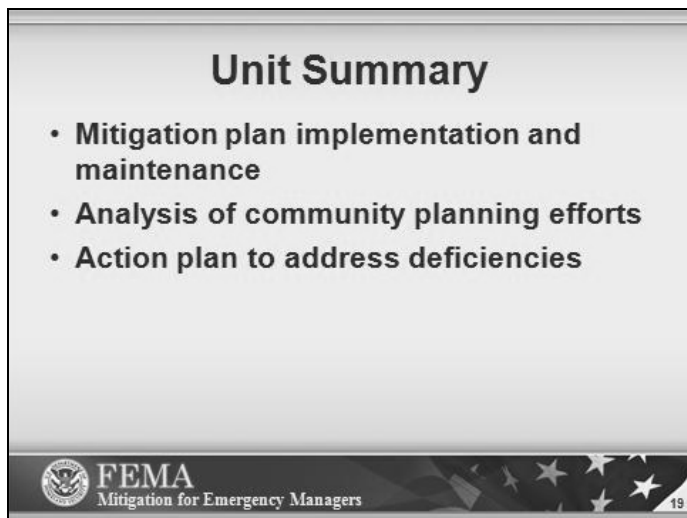 Unit Summary
• Mitigation plan implementation and
maintenance
• Analysis of community planning efforts
• Action plan to address deficiencies
FEMA
Mitigation for Emergency Managers
19